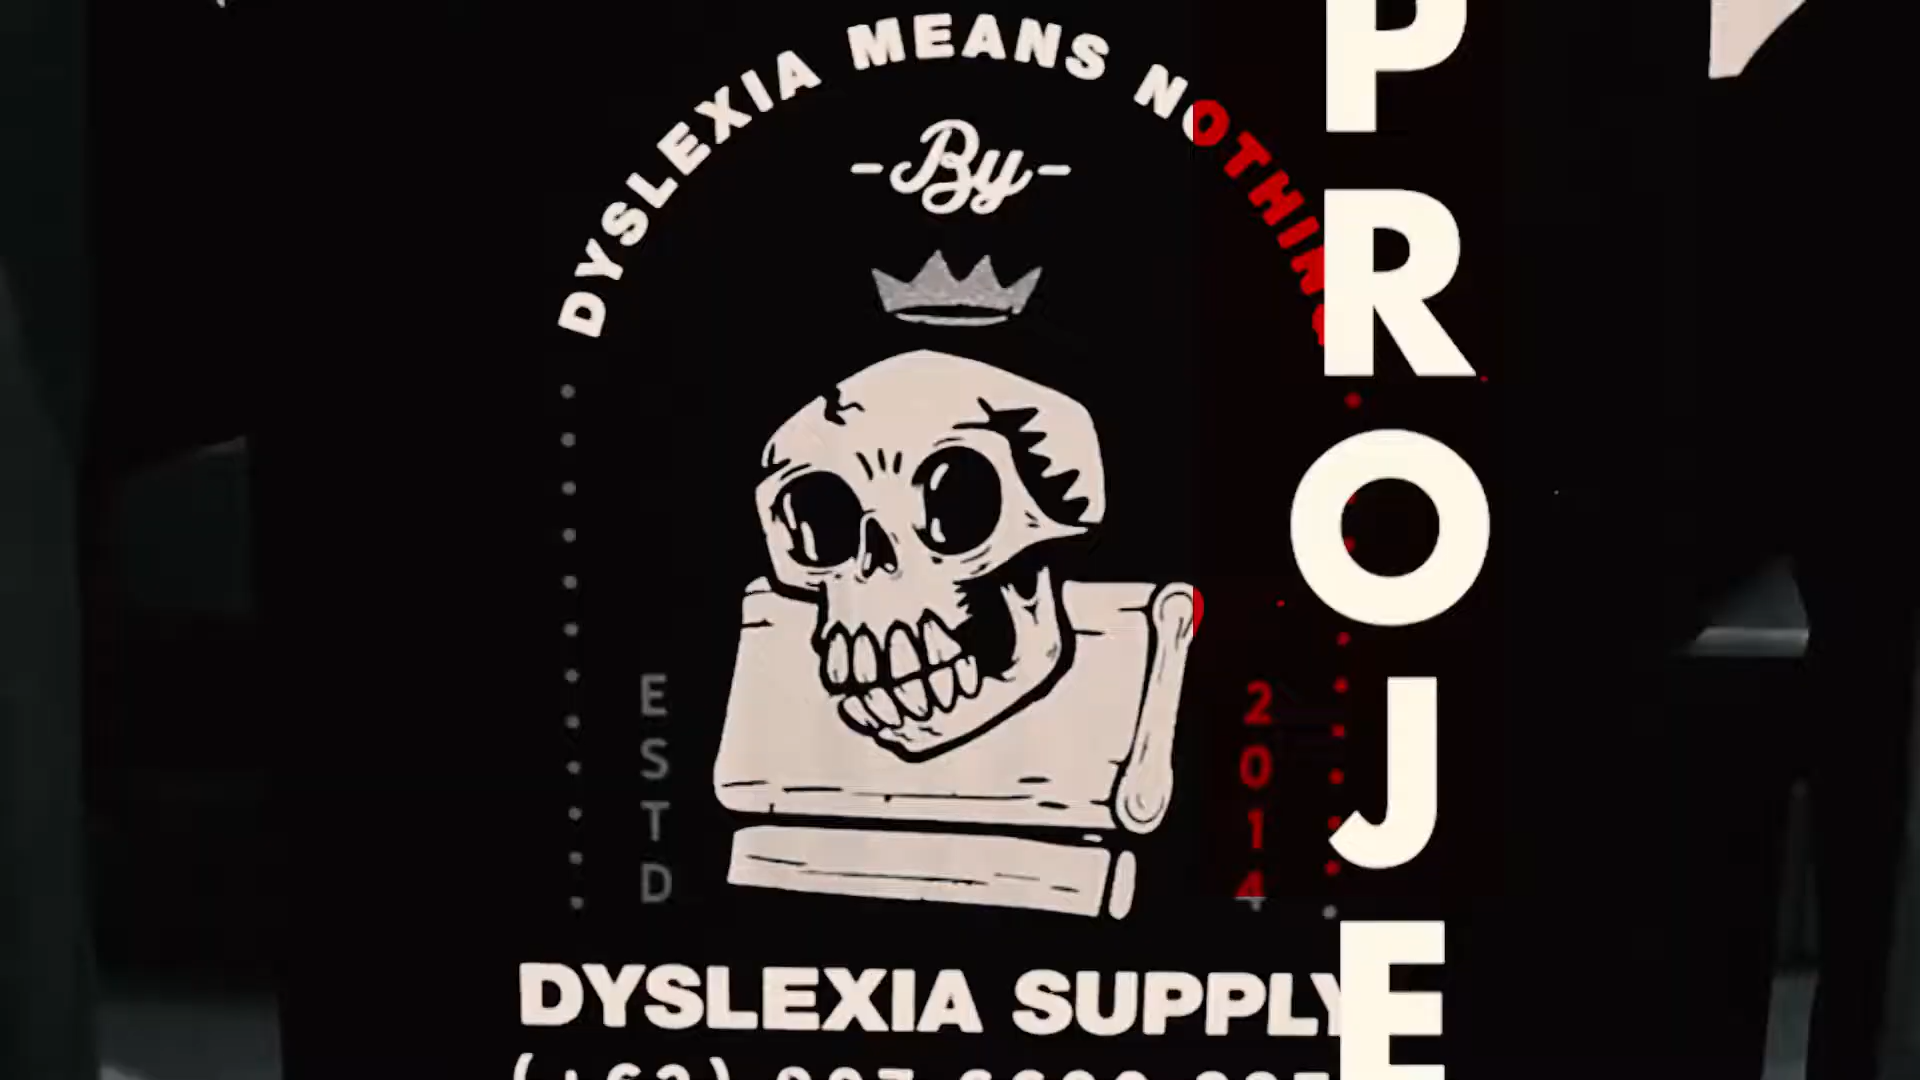 DYSLEXIA MEANS NOTHING
-By-
ESTD
2014
DYSLEXIA SUPPLY
PROJE